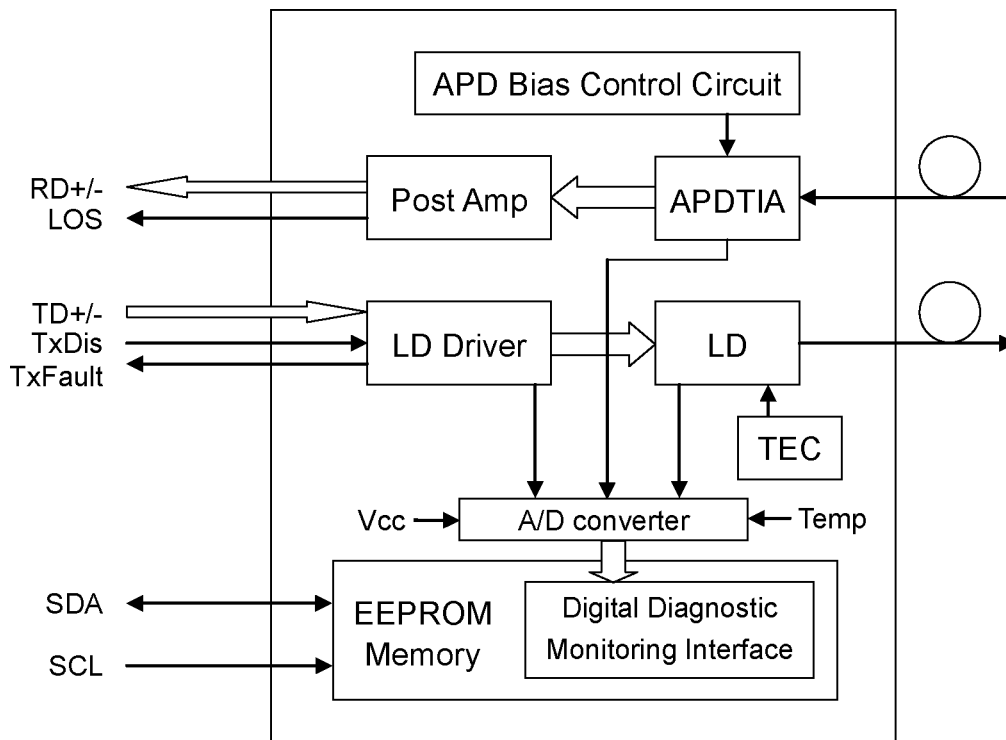 APD Bias Control Circuit
RD+/-
LOS
Post Amp
APDTIA
TD+/-
TxDis
TxFault
LD Driver
LD
TEC
Vcc
A/D converter
Temp
SDA
SCL
EEPROM
Memory
Digital Diagnostic
Monitoring Interface